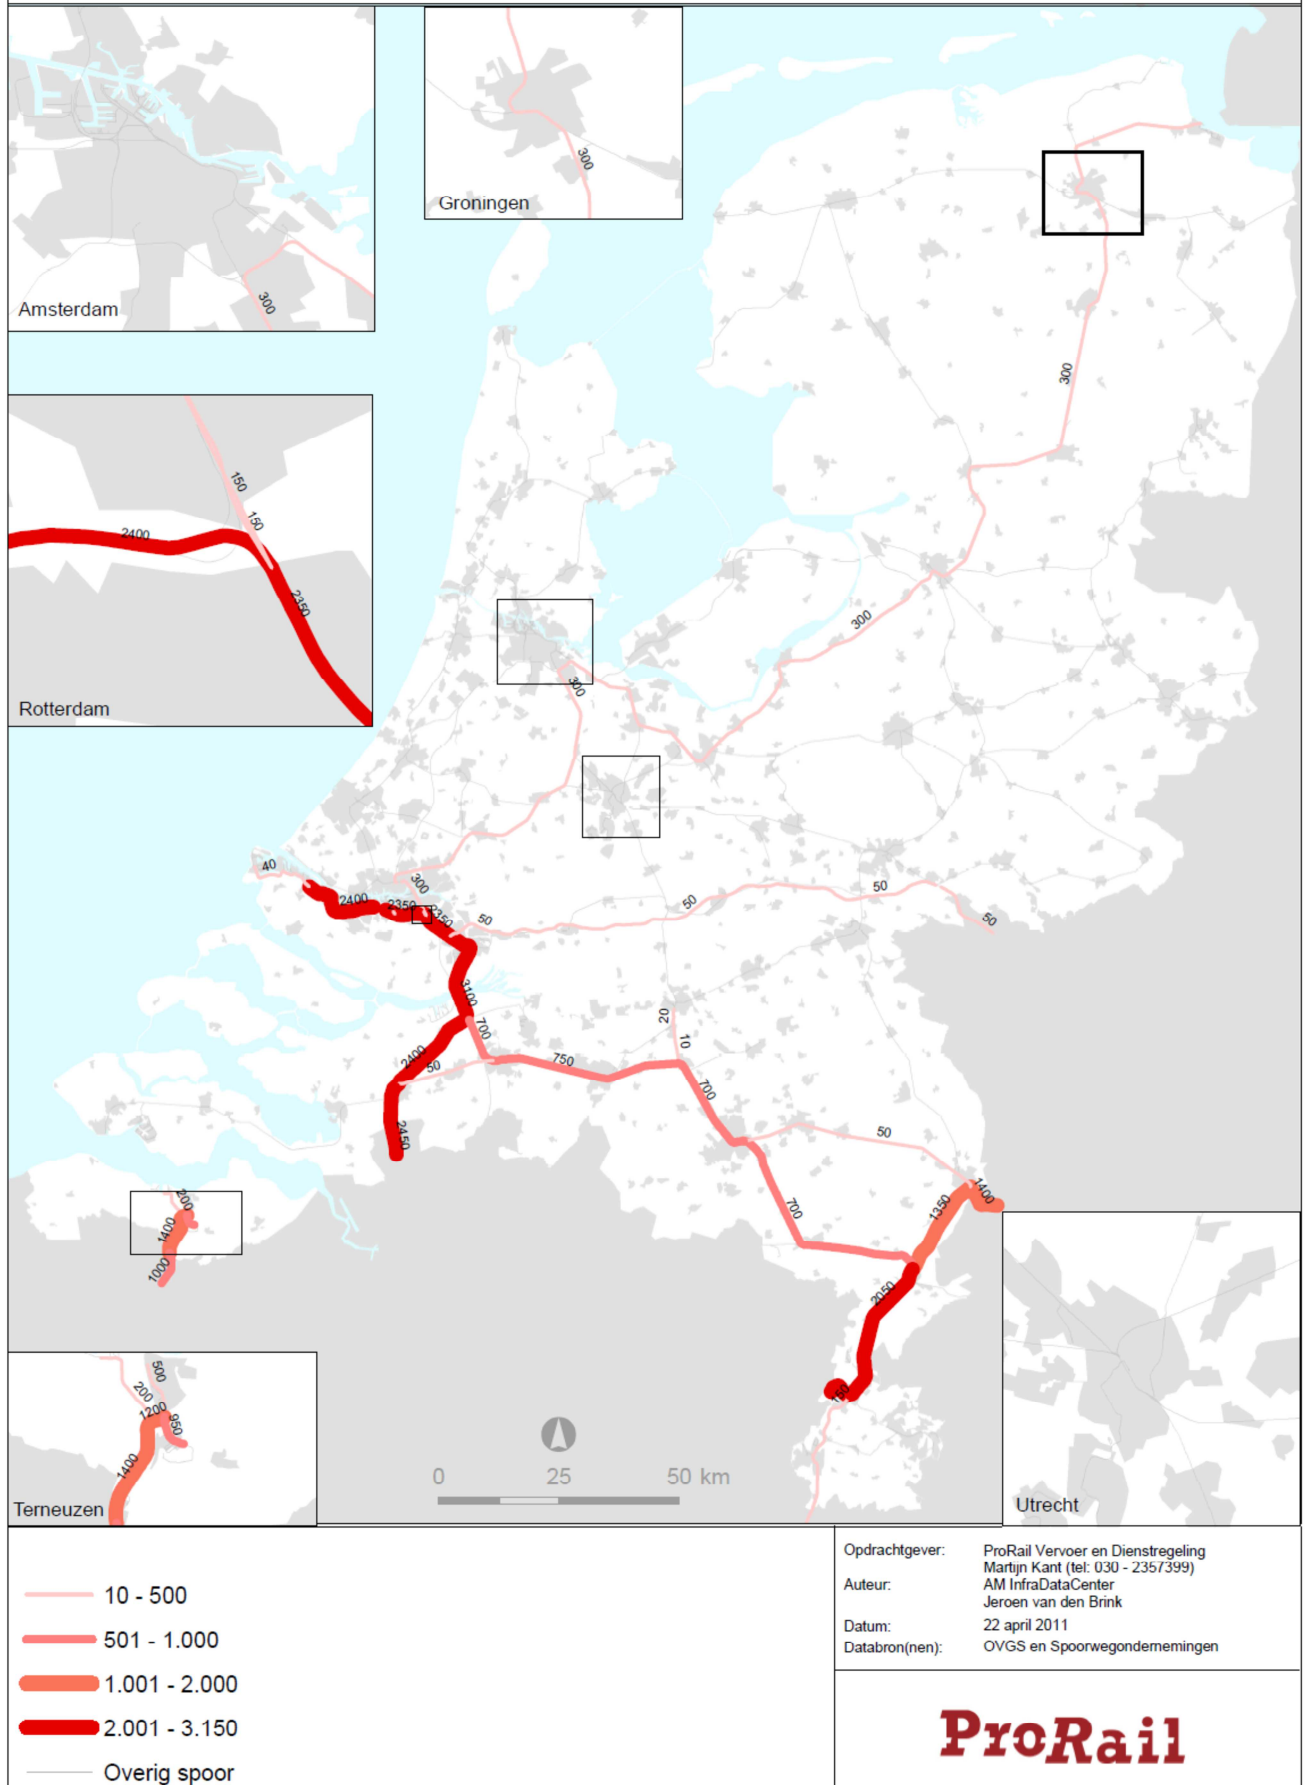 Amsterdam
300
Groningen
300
300
2400
150
150
2350
Rotterdam
300
300
40
300
2400
2350
2350
50
50
50
50
3100
700
2400
50
2450
750
20
10
700
50
700
1350
1400
2050
150
200
1400
1000
500
200
1200
950
1400
Terneuzen
0 25 50 km
Utrecht
10 - 500
501 - 1.000
1.001 - 2.000
2.001 - 3.150
Overig spoor
Opdrachtgever: ProRail Vervoer en Dienstregeling
Martijn Kant (tel: 030 - 2357399)
Auteur: AM InfraDataCenter
Jeroen van den Brink
Datum: 22 april 2011
Databron(nen): OVGS en Spoorwegondernemingen
ProRail